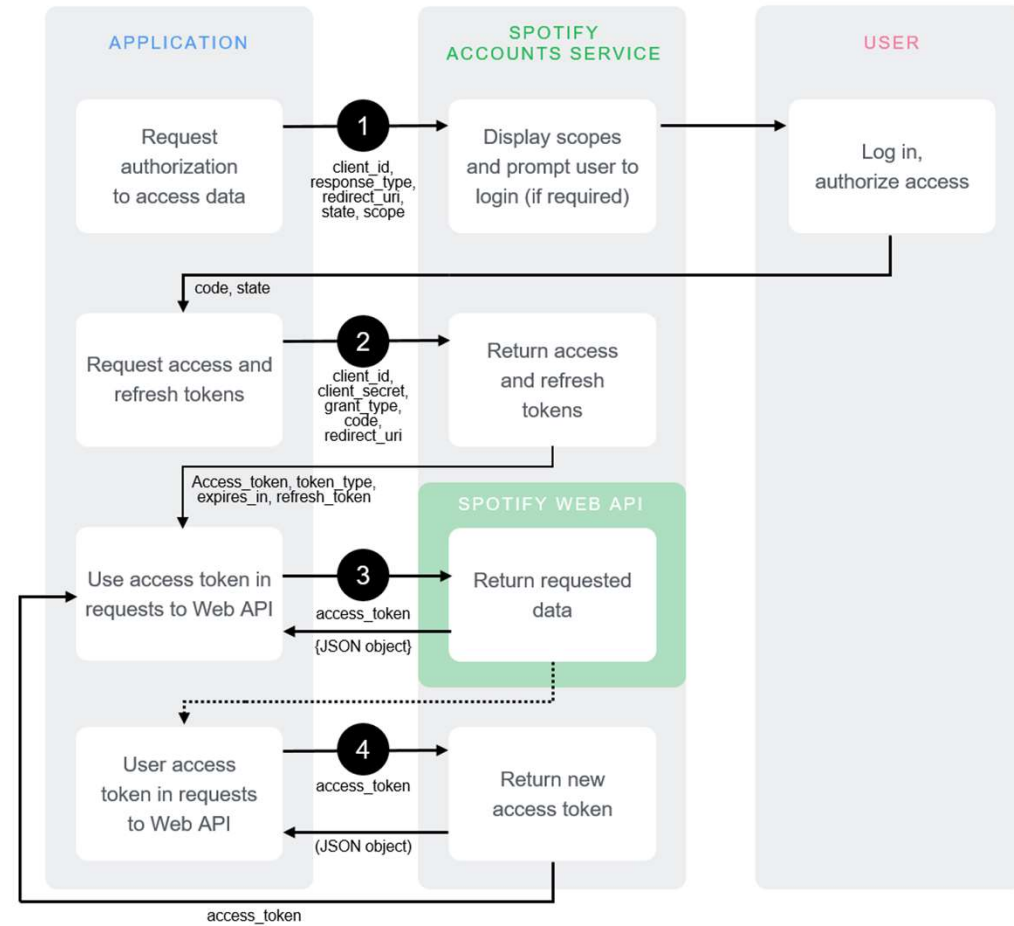 APPLICATION
SPOTIFY
ACCOUNTS SERVICE
USER
Request
authorization
to access data
1
client_id,
response_type,
redirect_uri,
state, scope
Display scopes
and prompt user to
login (if required)
Log in,
authorize access
code, state
Request access and
refresh tokens
2
client_id,
client_secret,
grant_type,
code,
redirect_uri
Return access
and refresh
tokens
Access_token, token_type,
expires_in, refresh_token
SPOTIFY WEB API
Use access token in
requests to Web API
3
access_token
{JSON object}
Return requested
data
User access
token in requests
to Web API
4
access_token
(JSON object)
Return new
access token
access_token